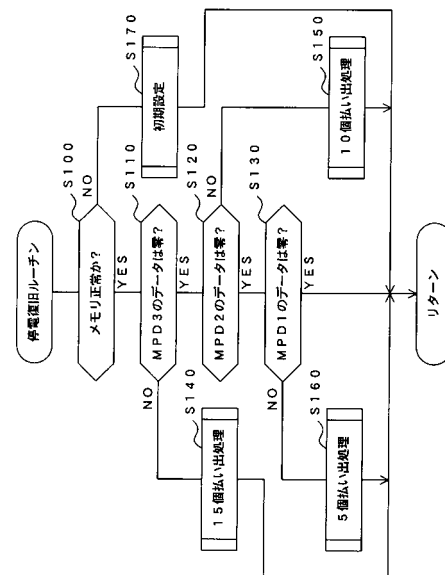 停電復旧ルーチン
S100
メモリ正常か?
NO
YES
S170
初期設定
S110
MPD3のデータは零?
NO
YES
S140
15個払い出処理
S120
MPD2のデータは零?
NO
YES
S150
10個払い出処理
S130
MPD1のデータは零?
NO
YES
S160
5個払い出処理
リターン